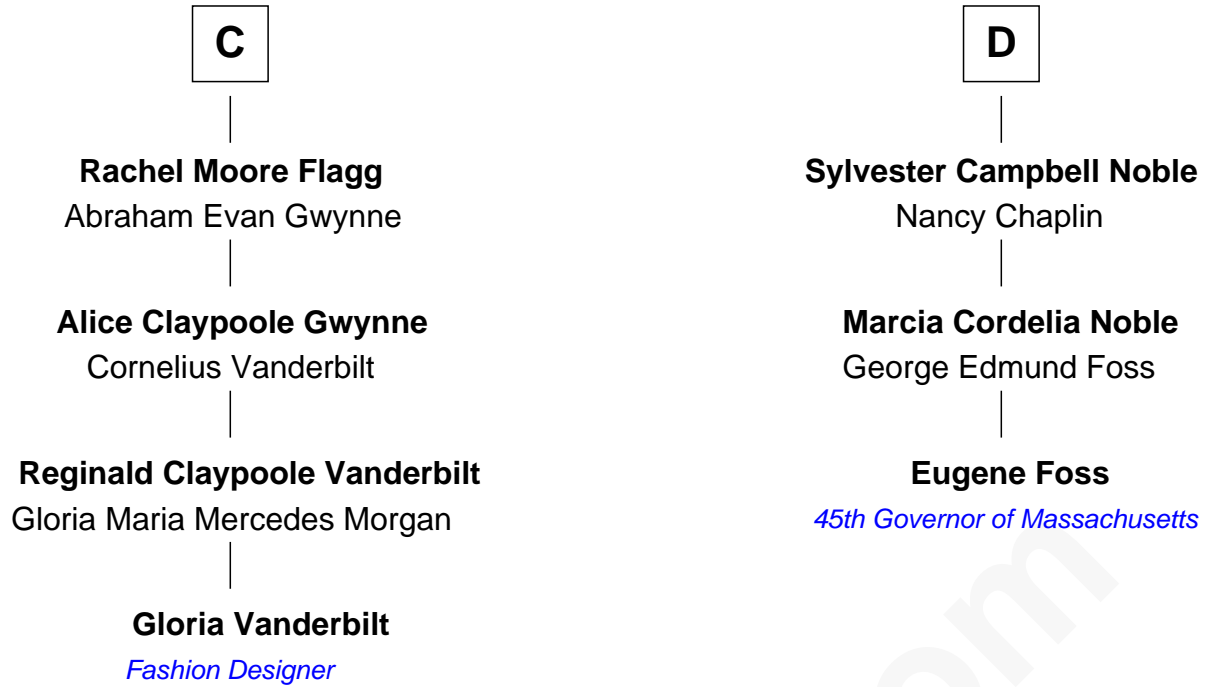 C
Rachel Moore Flagg
Abraham Evan Gwynne
Alice Claypoole Gwynne
Cornelius Vanderbilt
Reginald Claypoole Vanderbilt
Gloria Maria Mercedes Morgan
Gloria Vanderbilt
Fashion Designer
D
Sylvester Campbell Noble
Nancy Chaplin
Marcia Cordelia Noble
George Edmund Foss
Eugene Foss
45th Governor of Massachusetts
om